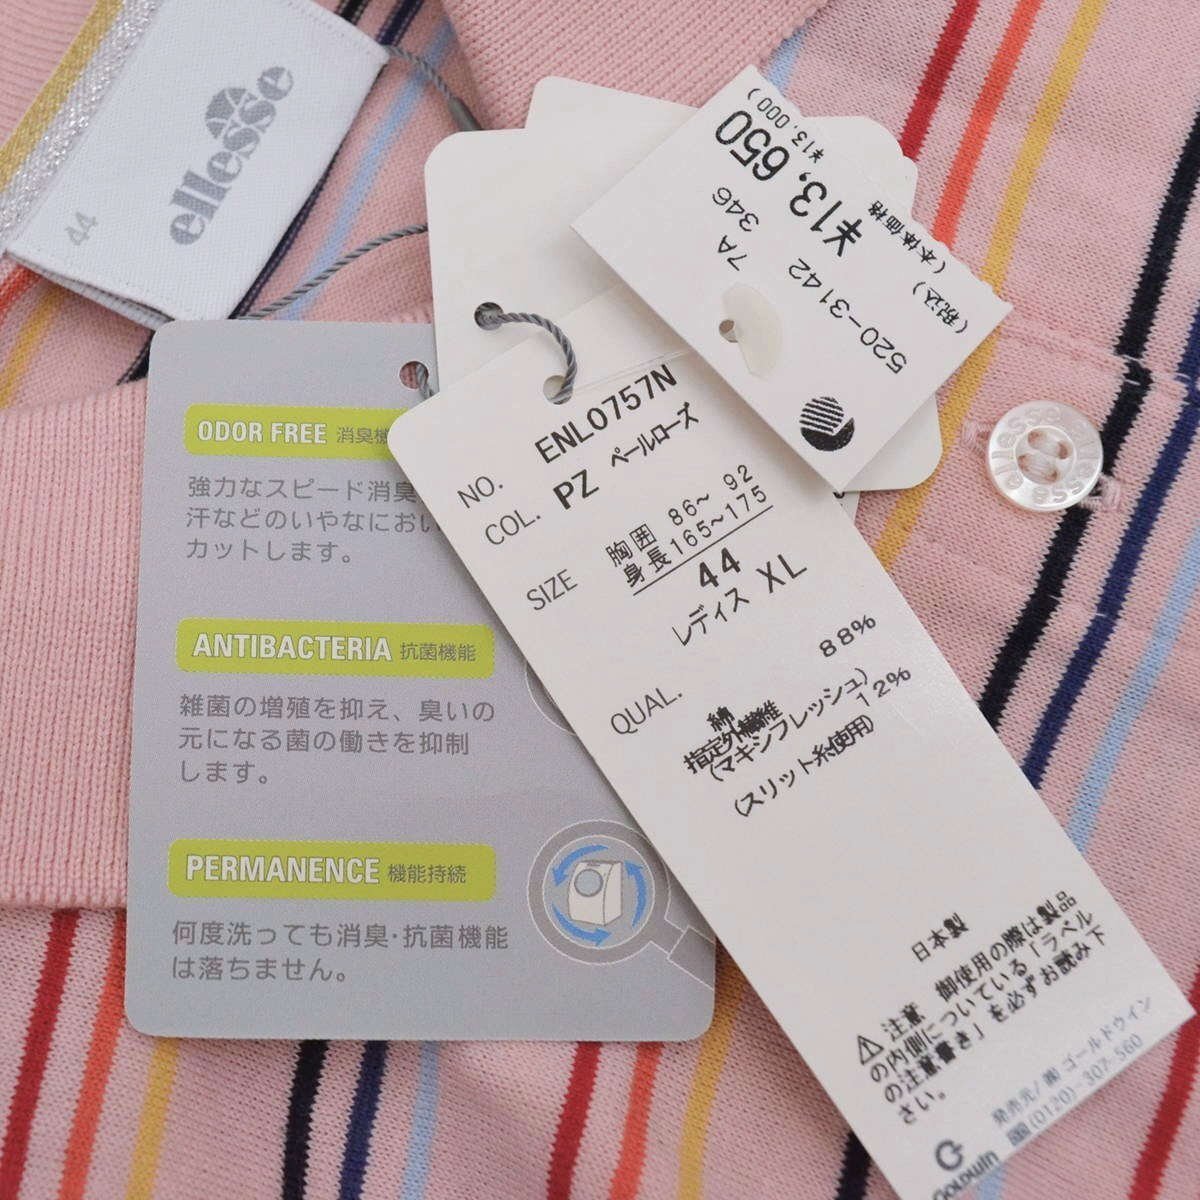 ellesse
44
ODOR FREE 消臭機
強力なスピード消臭
汗などのいやなにおい
カットします。
ANTIBACTERIA 抗菌機能
雑菌の増殖を抑え、臭いの
元になる菌の働きを抑制
します。
PERMANENCE 機能持続
何度洗っても消臭・抗菌機能
は落ちません。
520-3142
7A 346
¥13,650 (税込)
¥13,000 (本体価格)
NO. ENL0757N
COL. PZ ペールローズ
SIZE
胸囲 86~ 92
身長165~175
44
レディス XL
QUAL.
綿 88%
指定外繊維
(マキシフレッシュ) 12%
(スリット糸使用)
日本製
⚠注意 御使用の際は製品
の内側についている「ラベル
の注意書き」を必ずお読み下
さい。
発売元/㈱ゴールドウイン
(0120)-307-560
GOLDWIN
ellesse ellesse